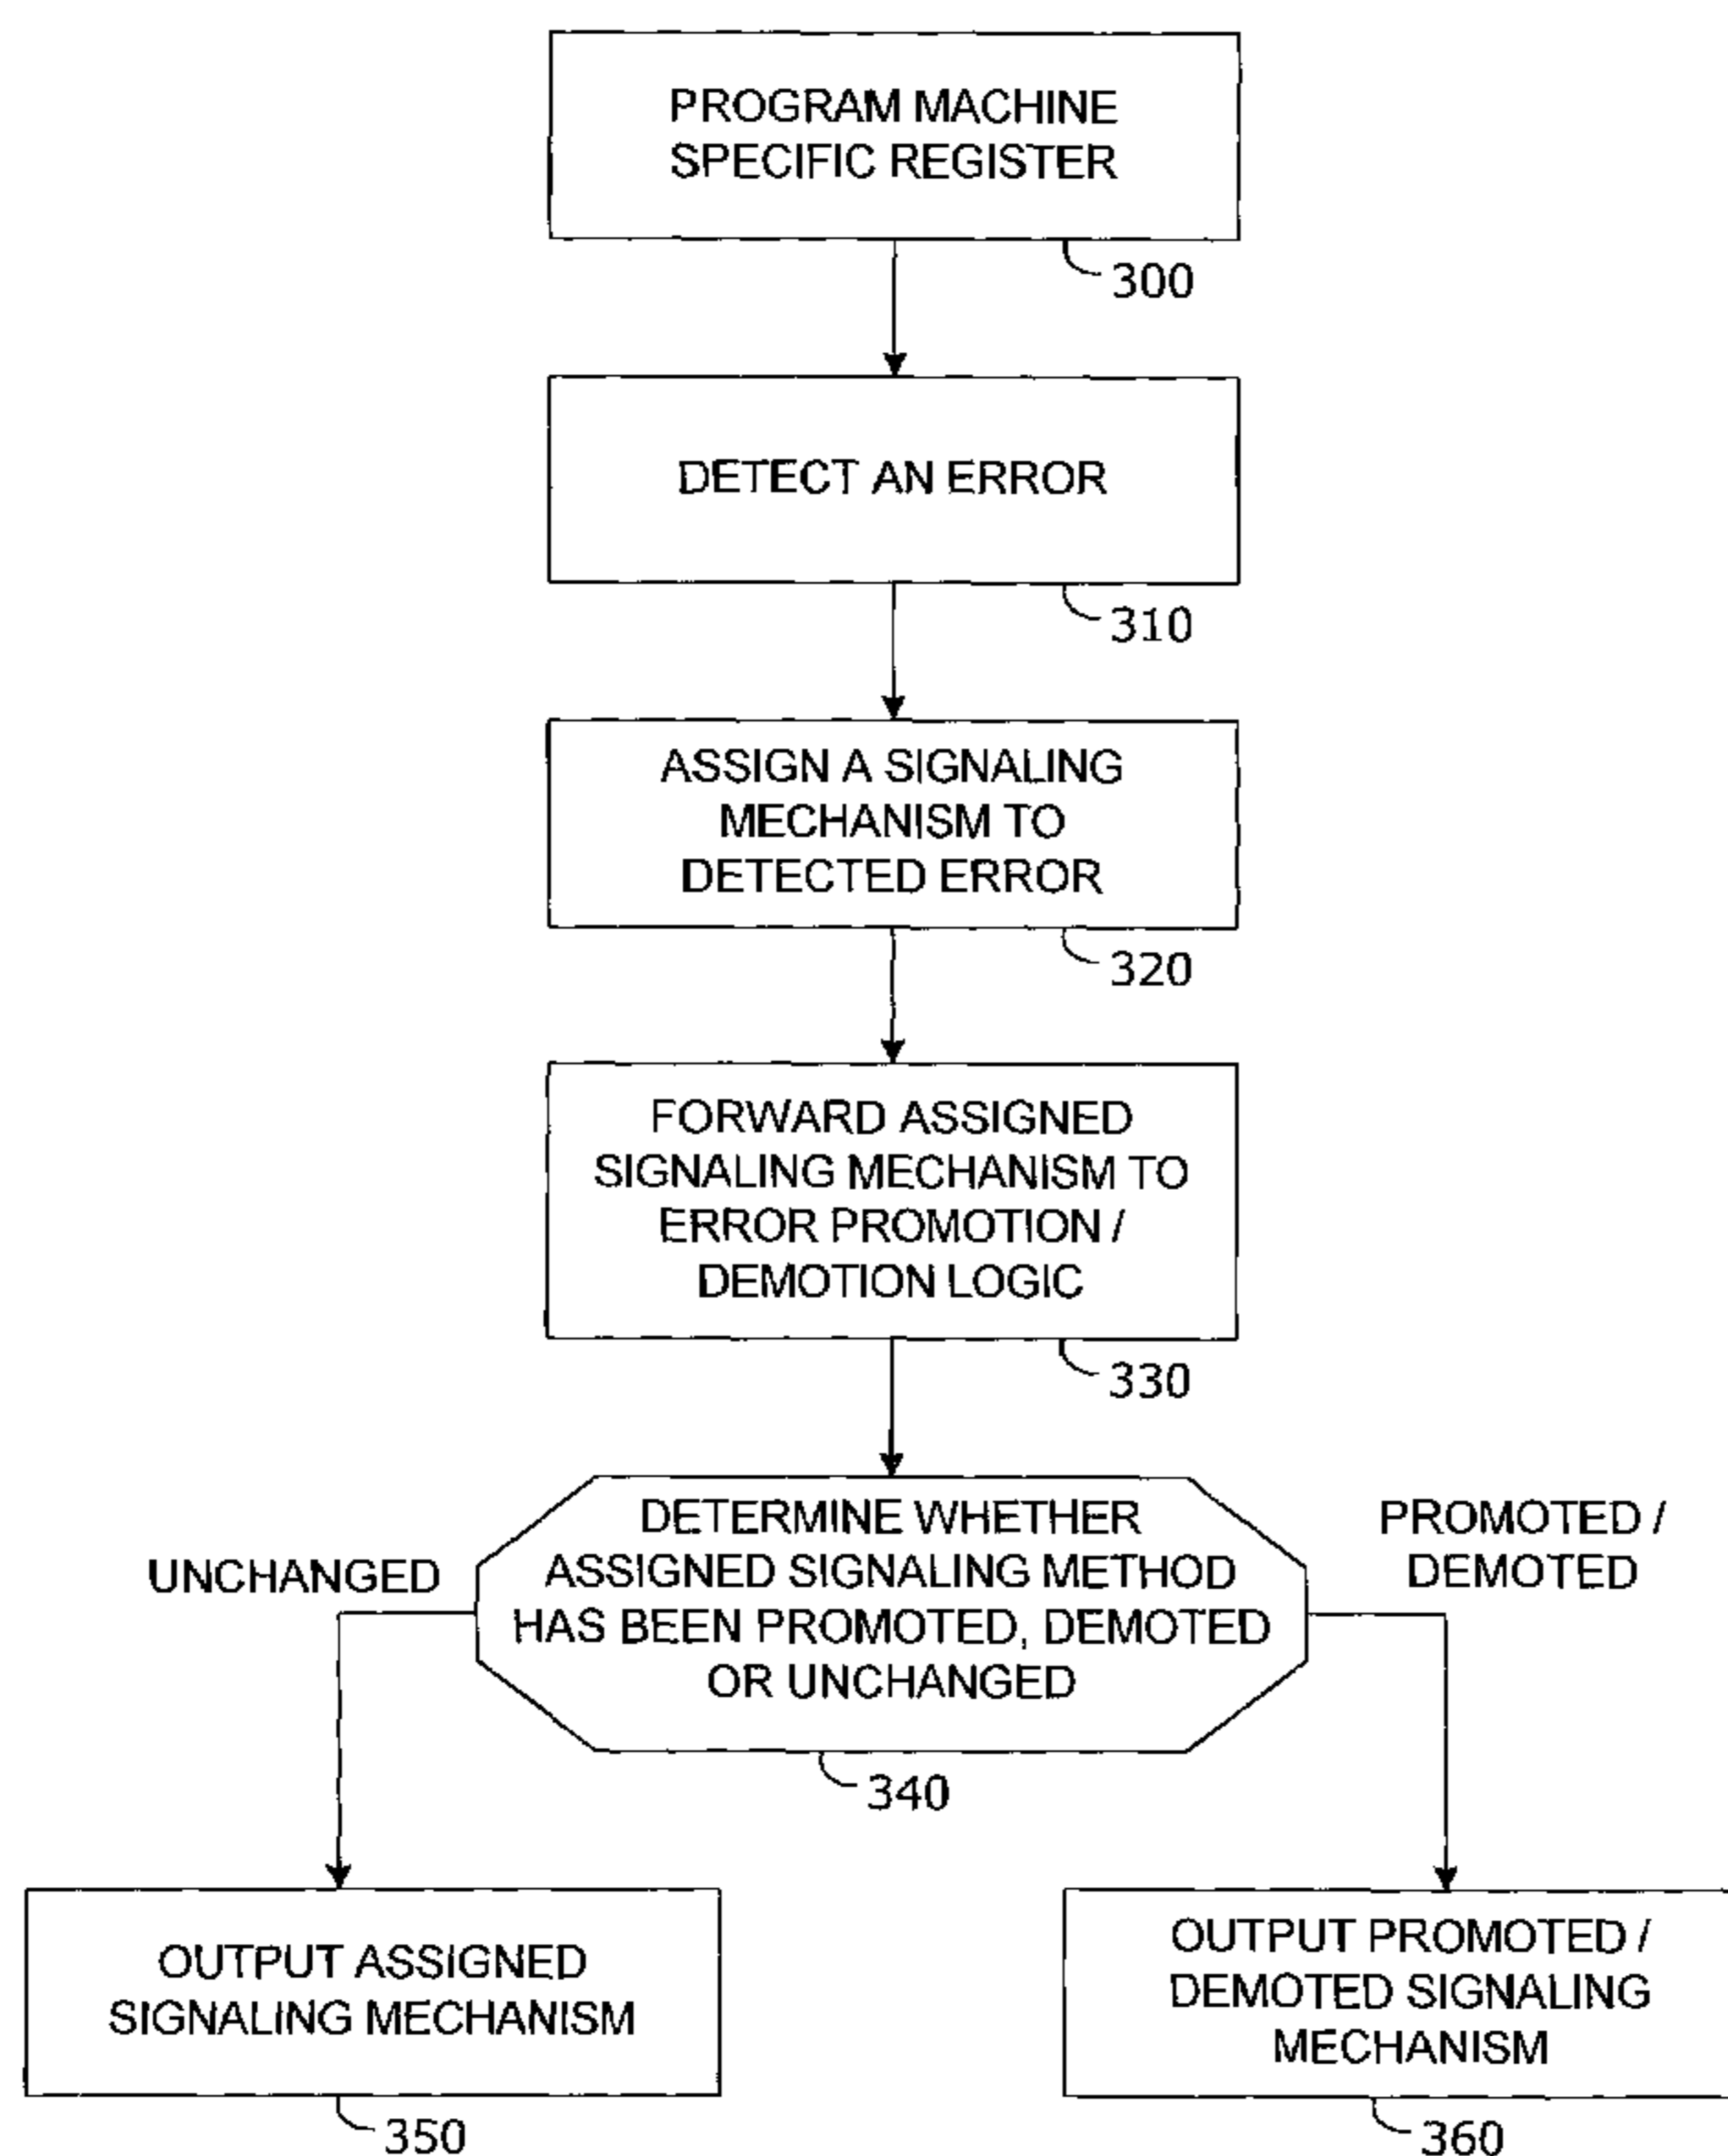 PROGRAM MACHINE
SPECIFIC REGISTER
300
DETECT AN ERROR
310
ASSIGN A SIGNALING
MECHANISM TO
DETECTED ERROR
320
FORWARD ASSIGNED
SIGNALING MECHANISM TO
ERROR PROMOTION /
DEMOTION LOGIC
330
DETERMINE WHETHER
ASSIGNED SIGNALING METHOD
HAS BEEN PROMOTED, DEMOTED
OR UNCHANGED
340
UNCHANGED
PROMOTED /
DEMOTED
OUTPUT ASSIGNED
SIGNALING MECHANISM
350
OUTPUT PROMOTED /
DEMOTED SIGNALING
MECHANISM
360